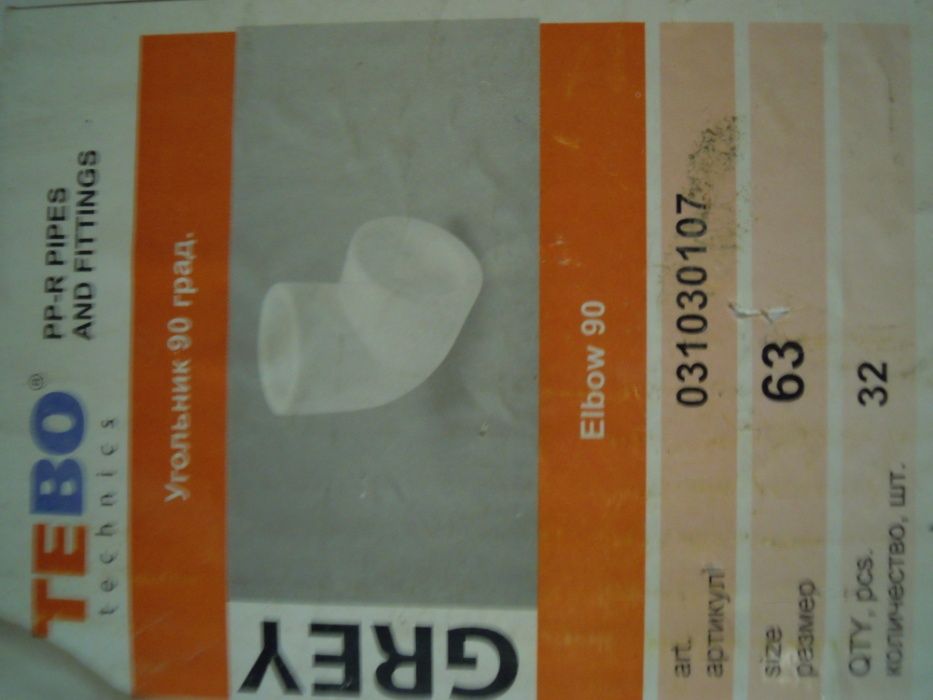 TEBO®
technics
PP-R PIPES
AND FITTINGS
Угольник 90 град.
GREY
Elbow 90
art.
артикул
031030107
size
размер
63
QTY, pcs.
количество, шт.
32